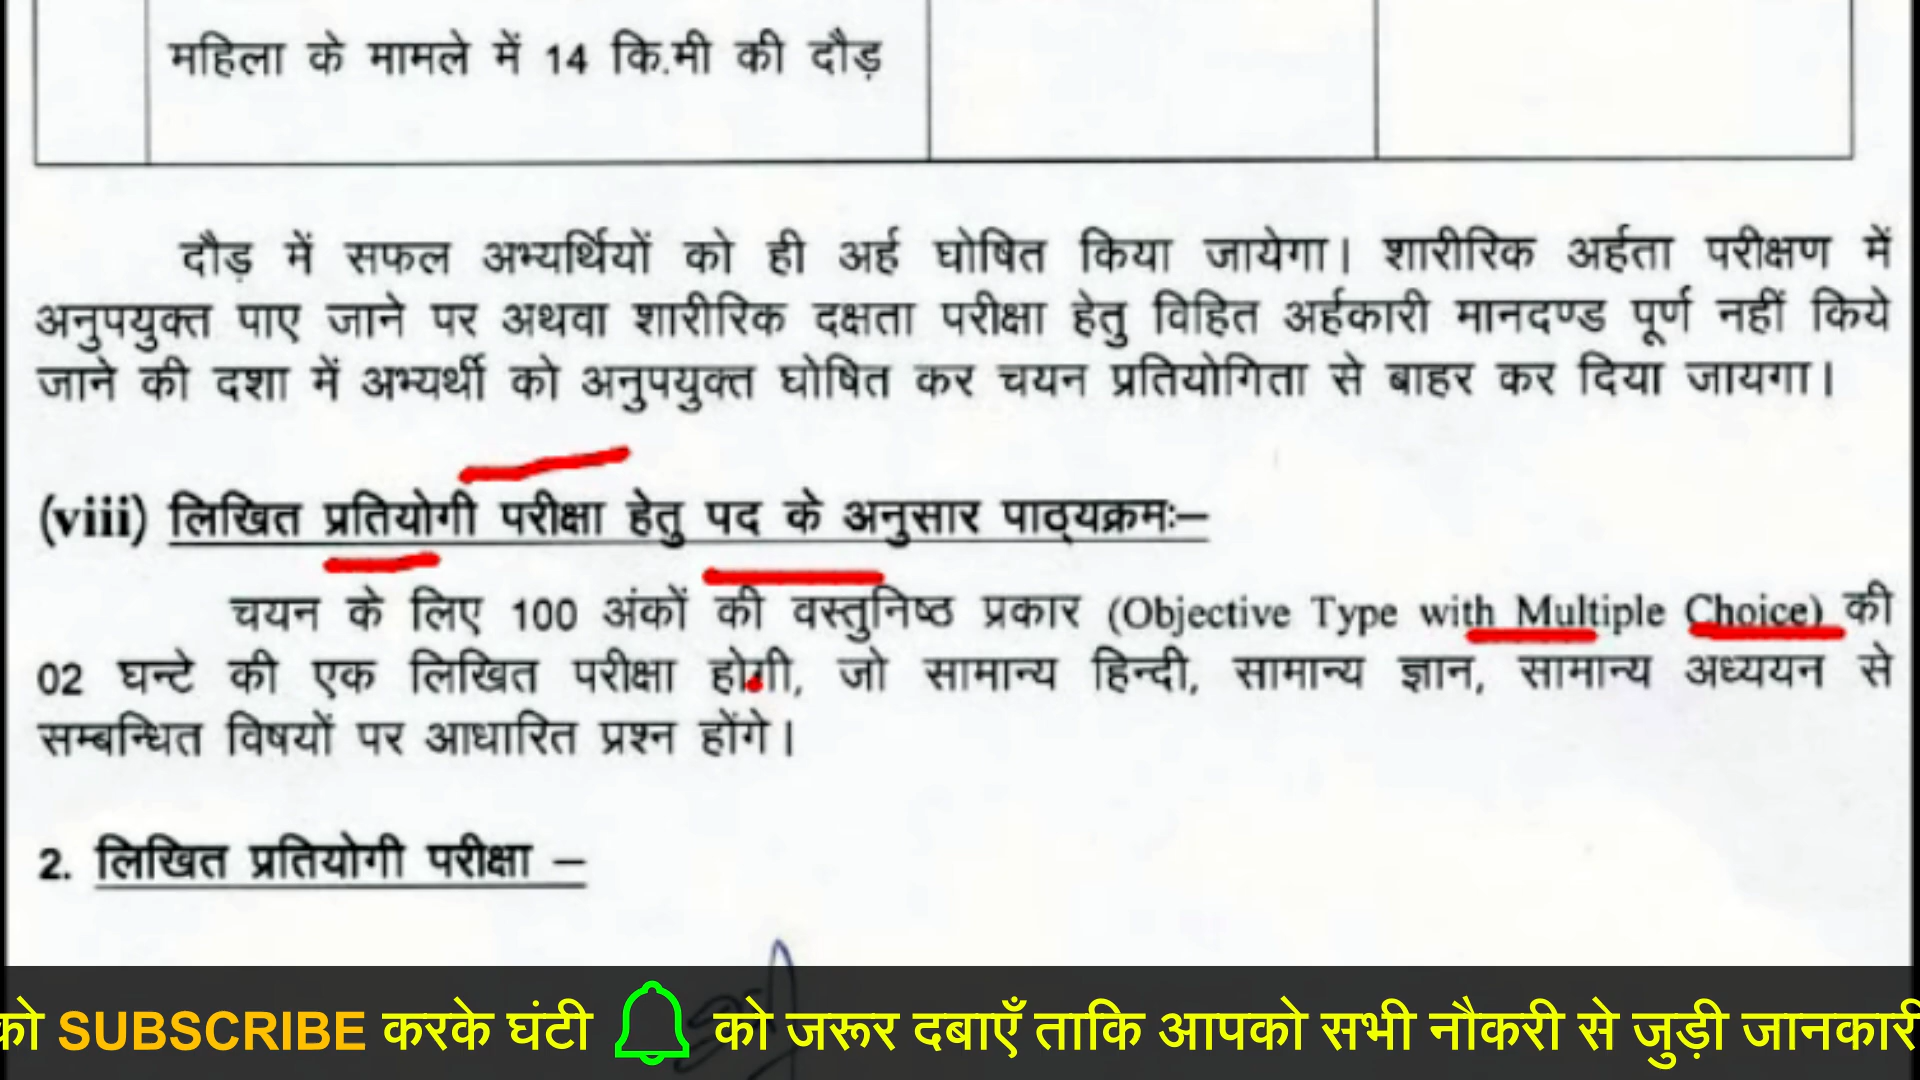 महिला के मामले में 14 कि.मी की दौड़
दौड़ में सफल अभ्यर्थियों को ही अर्ह घोषित किया जायेगा। शारीरिक अर्हता परीक्षण में
अनुपयुक्त पाए जाने पर अथवा शारीरिक दक्षता परीक्षा हेतु विहित अर्हकारी मानदण्ड पूर्ण नहीं किये
जाने की दशा में अभ्यर्थी को अनुपयुक्त घोषित कर चयन प्रतियोगिता से बाहर कर दिया जायगा।
(viii) लिखित प्रतियोगी परीक्षा हेतु पद के अनुसार पाठ्यक्रमः–
चयन के लिए 100 अंकों की वस्तुनिष्ठ प्रकार (Objective Type with Multiple Choice) की
02 घन्टे की एक लिखित परीक्षा होगी, जो सामान्य हिन्दी, सामान्य ज्ञान, सामान्य अध्ययन से
सम्बन्धित विषयों पर आधारित प्रश्न होंगे।
2. लिखित प्रतियोगी परीक्षा –
को SUBSCRIBE करके घंटी को जरूर दबाएँ ताकि आपको सभी नौकरी से जुड़ी जानकारी